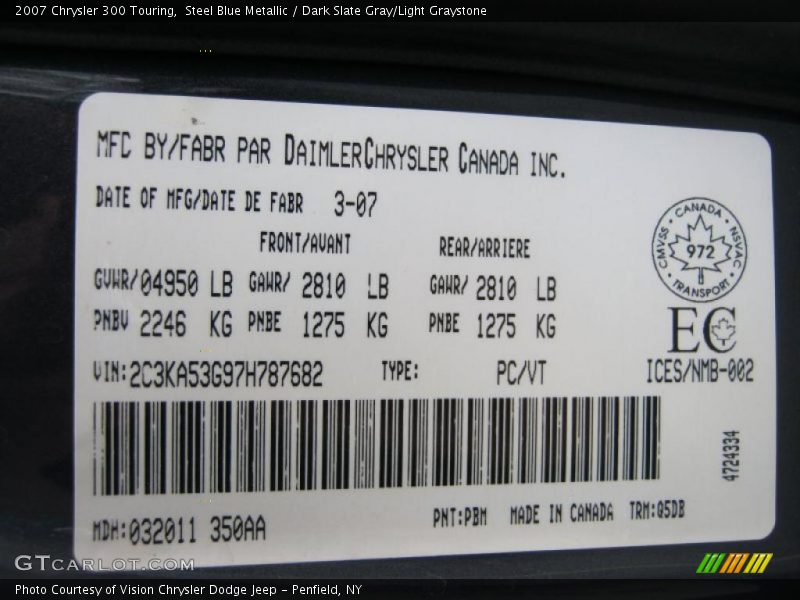 2007 Chrysler 300 Touring, Steel Blue Metallic / Dark Slate Gray/Light Graystone
MFC BY/FABR PAR DAIMLERCHRYSLER CANADA INC.
DATE OF MFG/DATE DE FABR 3-07
FRONT/AVANT REAR/ARRIERE
GVWR/04950 LB GAWR/ 2810 LB GAWR/ 2810 LB
PNBV 2246 KG PNBE 1275 KG PNBE 1275 KG
VIN:2C3KA53G97H787682 TYPE: PC/VT
CANADA
CMVSS NSVAC
972
TRANSPORT
EC
ICES/NMB-002
4724334
MDH:032011 350AA
PNT:PBM MADE IN CANADA TRM:Q5DB
GTCARLOT.COM
Photo Courtesy of Vision Chrysler Dodge Jeep – Penfield, NY